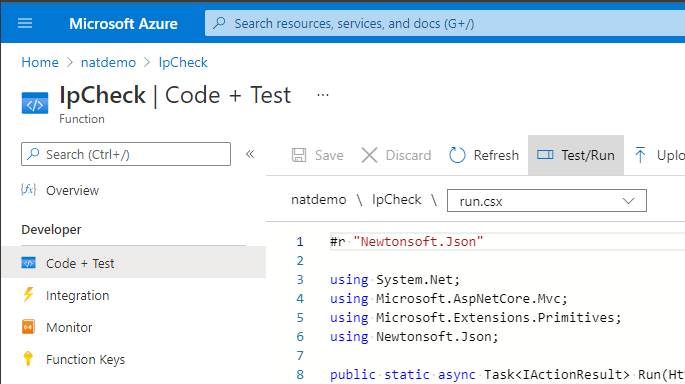 Microsoft Azure
Search resources, services, and docs (G+/)
Home > natdemo > IpCheck
IpCheck | Code + Test ...
Function
Search (Ctrl+/) «
Save Discard Refresh Test/Run Uplo
Overview
natdemo \ IpCheck \ run.csx
Developer
Code + Test
Integration
Monitor
Function Keys
1 #r "Newtonsoft.Json"
2
3 using System.Net;
4 using Microsoft.AspNetCore.Mvc;
5 using Microsoft.Extensions.Primitives;
6 using Newtonsoft.Json;
7
8 public static async Task<IActionResult> Run(Ht